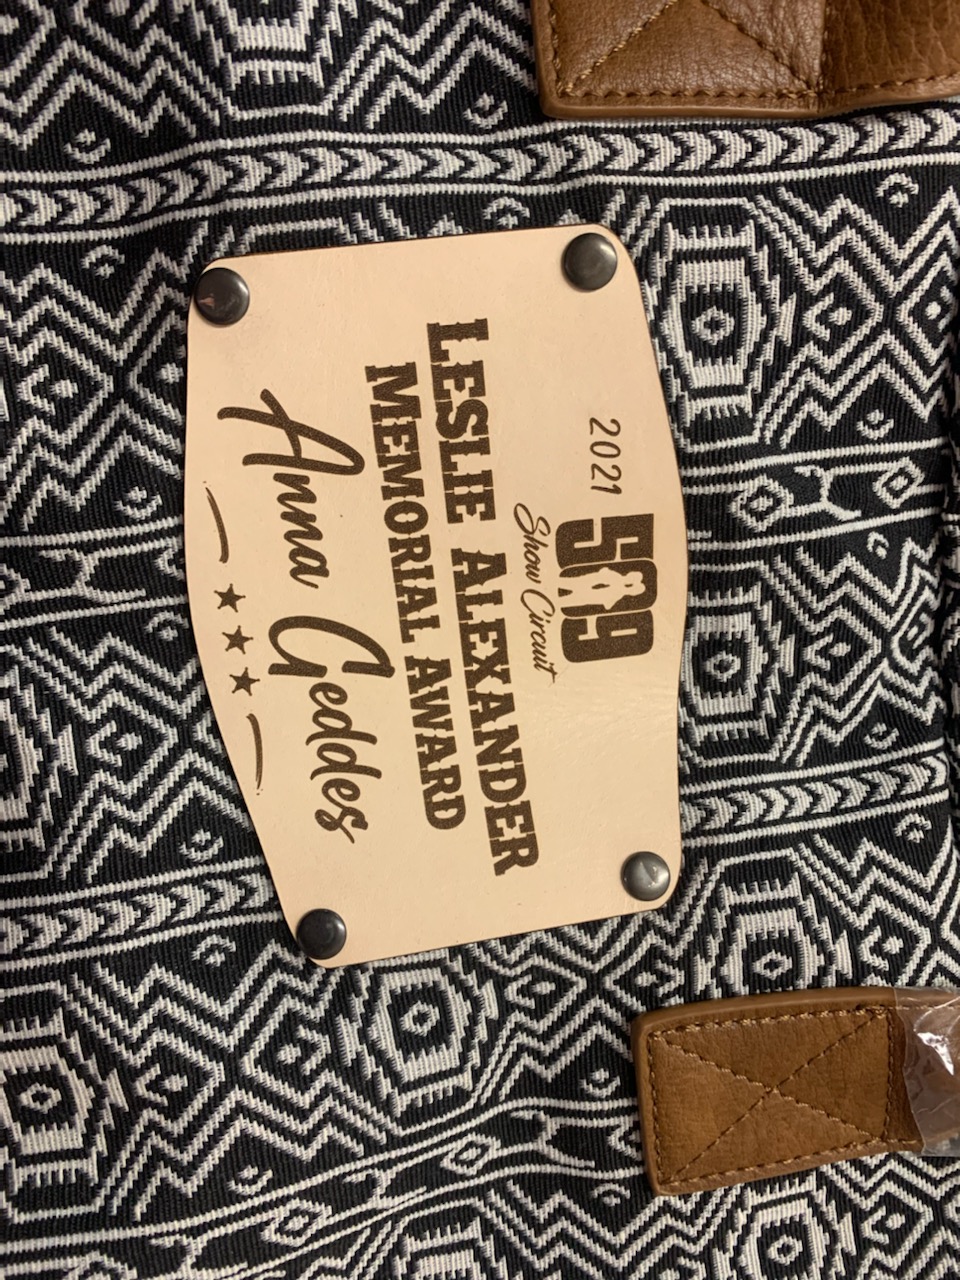 2021
509
Show Circuit
LESLIE ALEXANDER
MEMORIAL AWARD
Anna Geddes